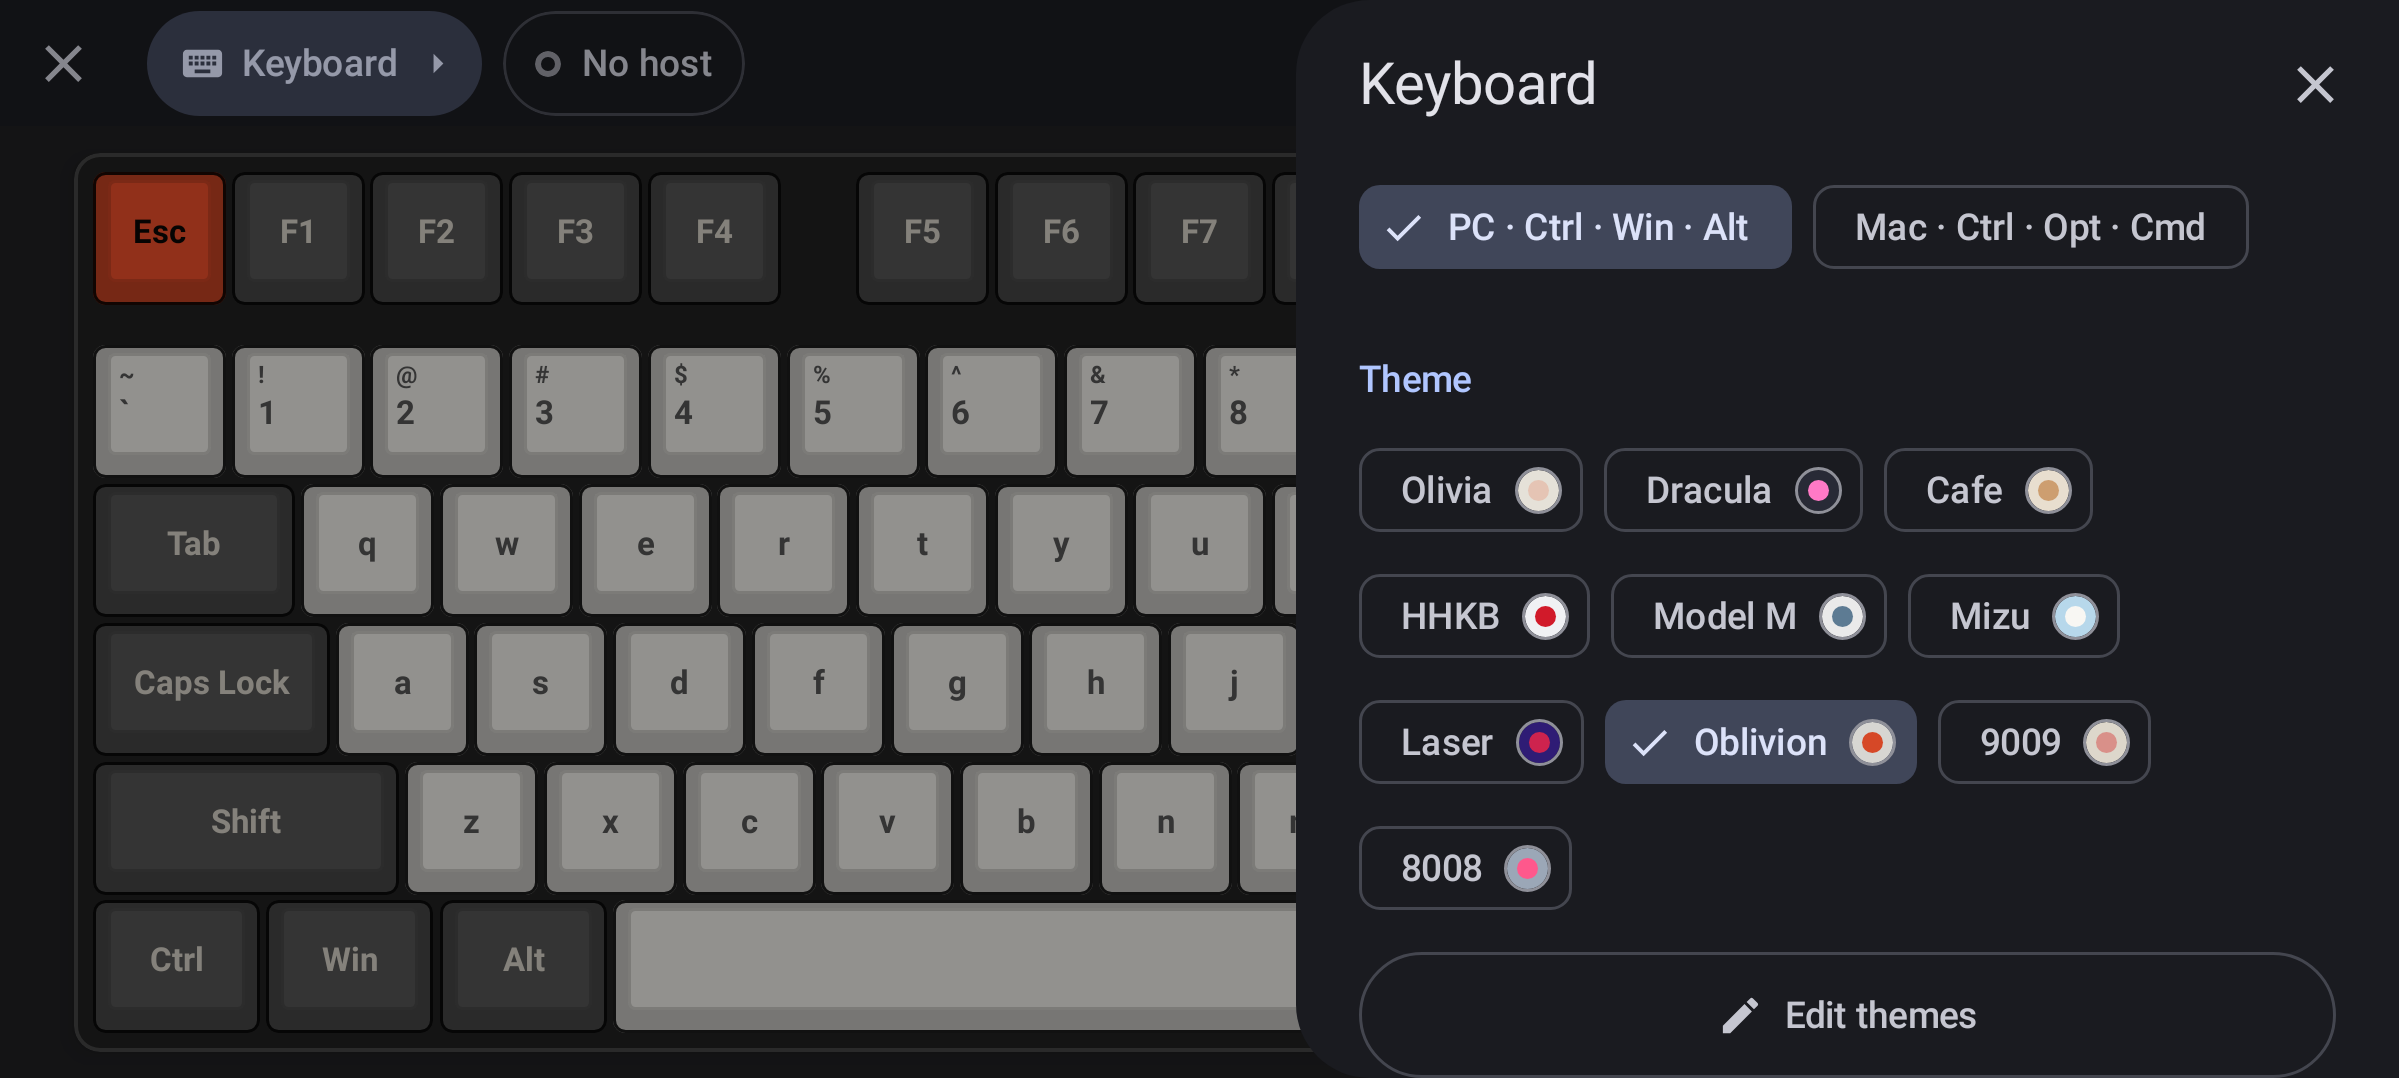 Keyboard
No host
Esc F1 F2 F3 F4 F5 F6 F7
~ ! @ # $ % ^ & *
` 1 2 3 4 5 6 7 8
Tab q w e r t y u
Caps Lock a s d f g h j
Shift z x c v b n
Ctrl Win Alt
Keyboard
PC · Ctrl · Win · Alt
Mac · Ctrl · Opt · Cmd
Theme
Olivia
Dracula
Cafe
HHKB
Model M
Mizu
Laser
Oblivion
9009
8008
Edit themes